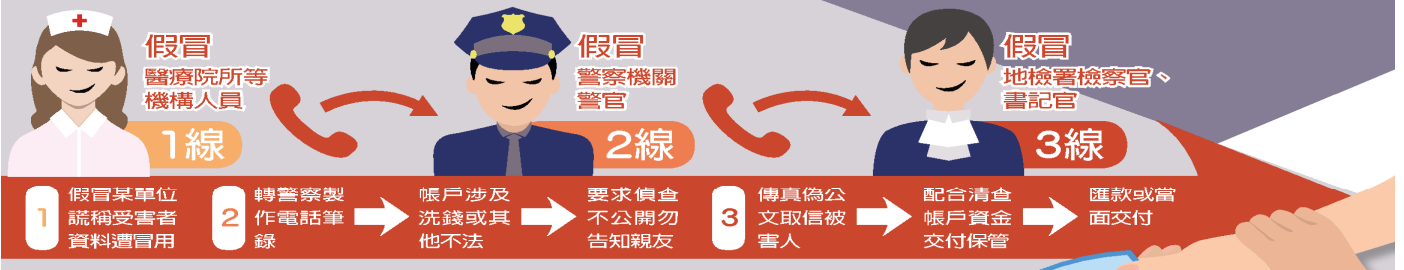 假冒
醫療院所等
機構人員
1線
假冒
警察機關
警官
2線
假冒
地檢署檢察官、
書記官
3線
1
假冒某單位
謊稱受害者
資料遭冒用
2
轉警察製
作電話筆
錄
帳戶涉及
洗錢或其
他不法
要求偵查
不公開勿
告知親友
3
傳真偽公
文取信被
害人
配合清查
帳戶資金
交付保管
匯款或當
面交付